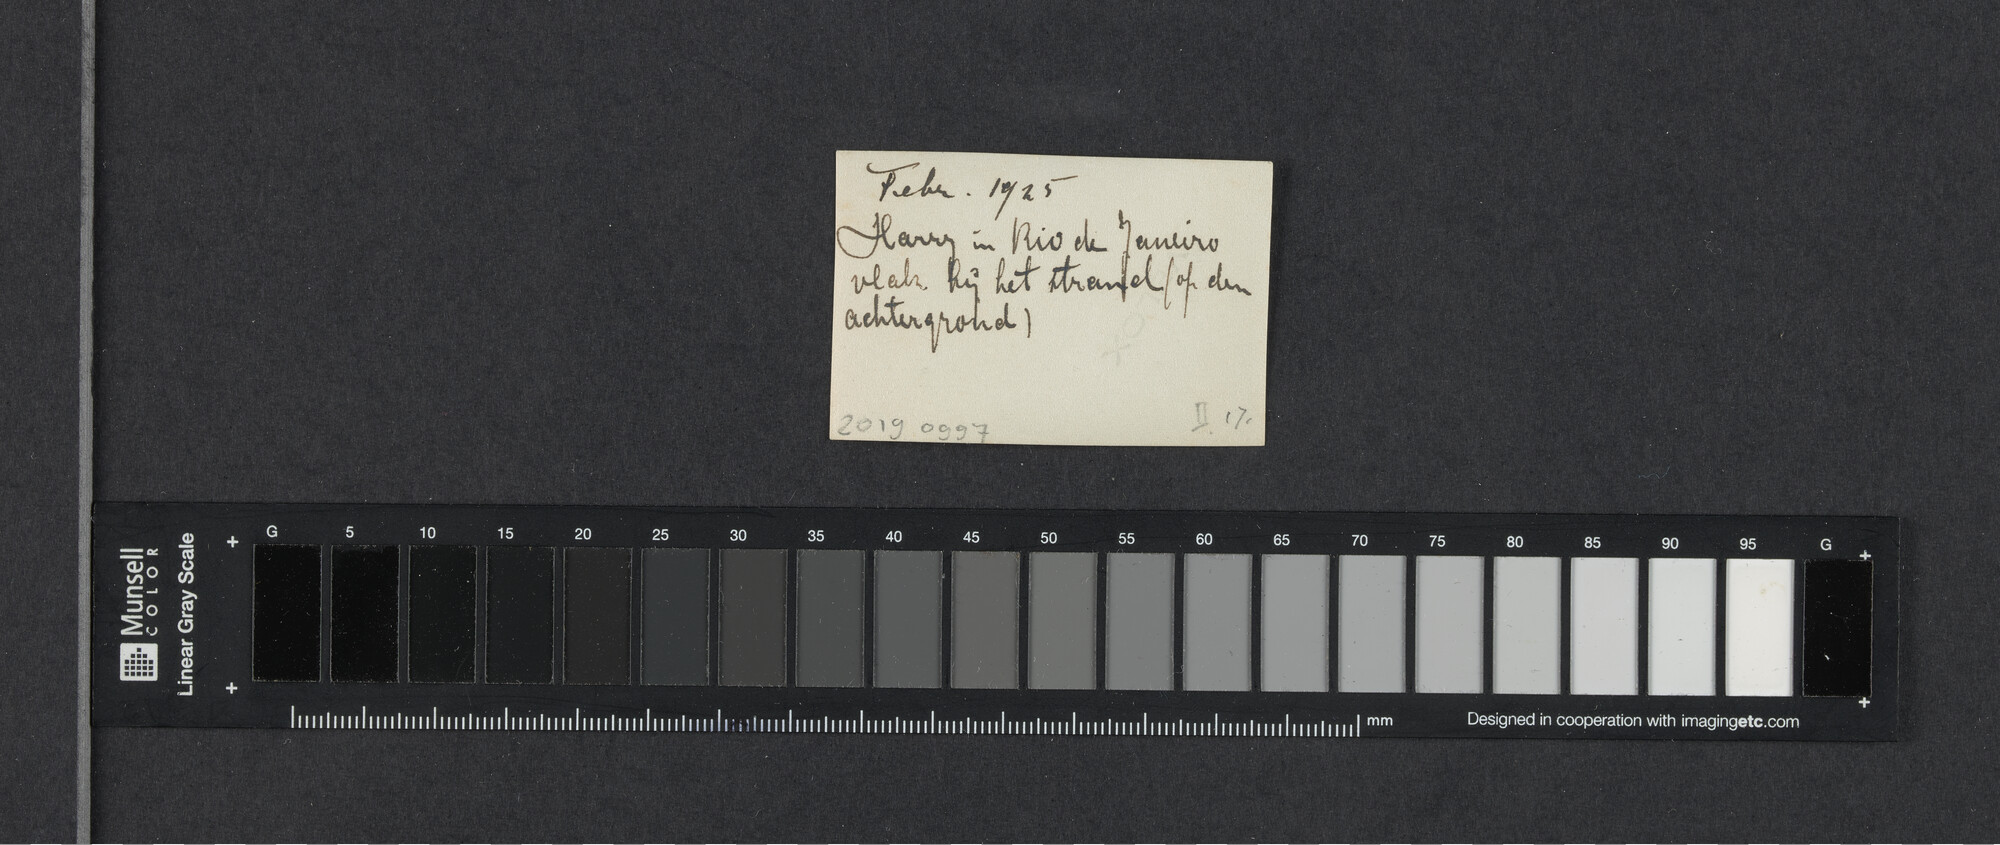 Febr. 1925
Harry in Rio de Janeiro
vlak bij het strand (op den
achtergrond)
2019 0997
II. 17.
Munsell
COLOR
Linear Gray Scale
G 5 10 15 20 25 30 35 40 45 50 55 60 65 70 75 80 85 90 95 G
mm
Designed in cooperation with imagingetc.com